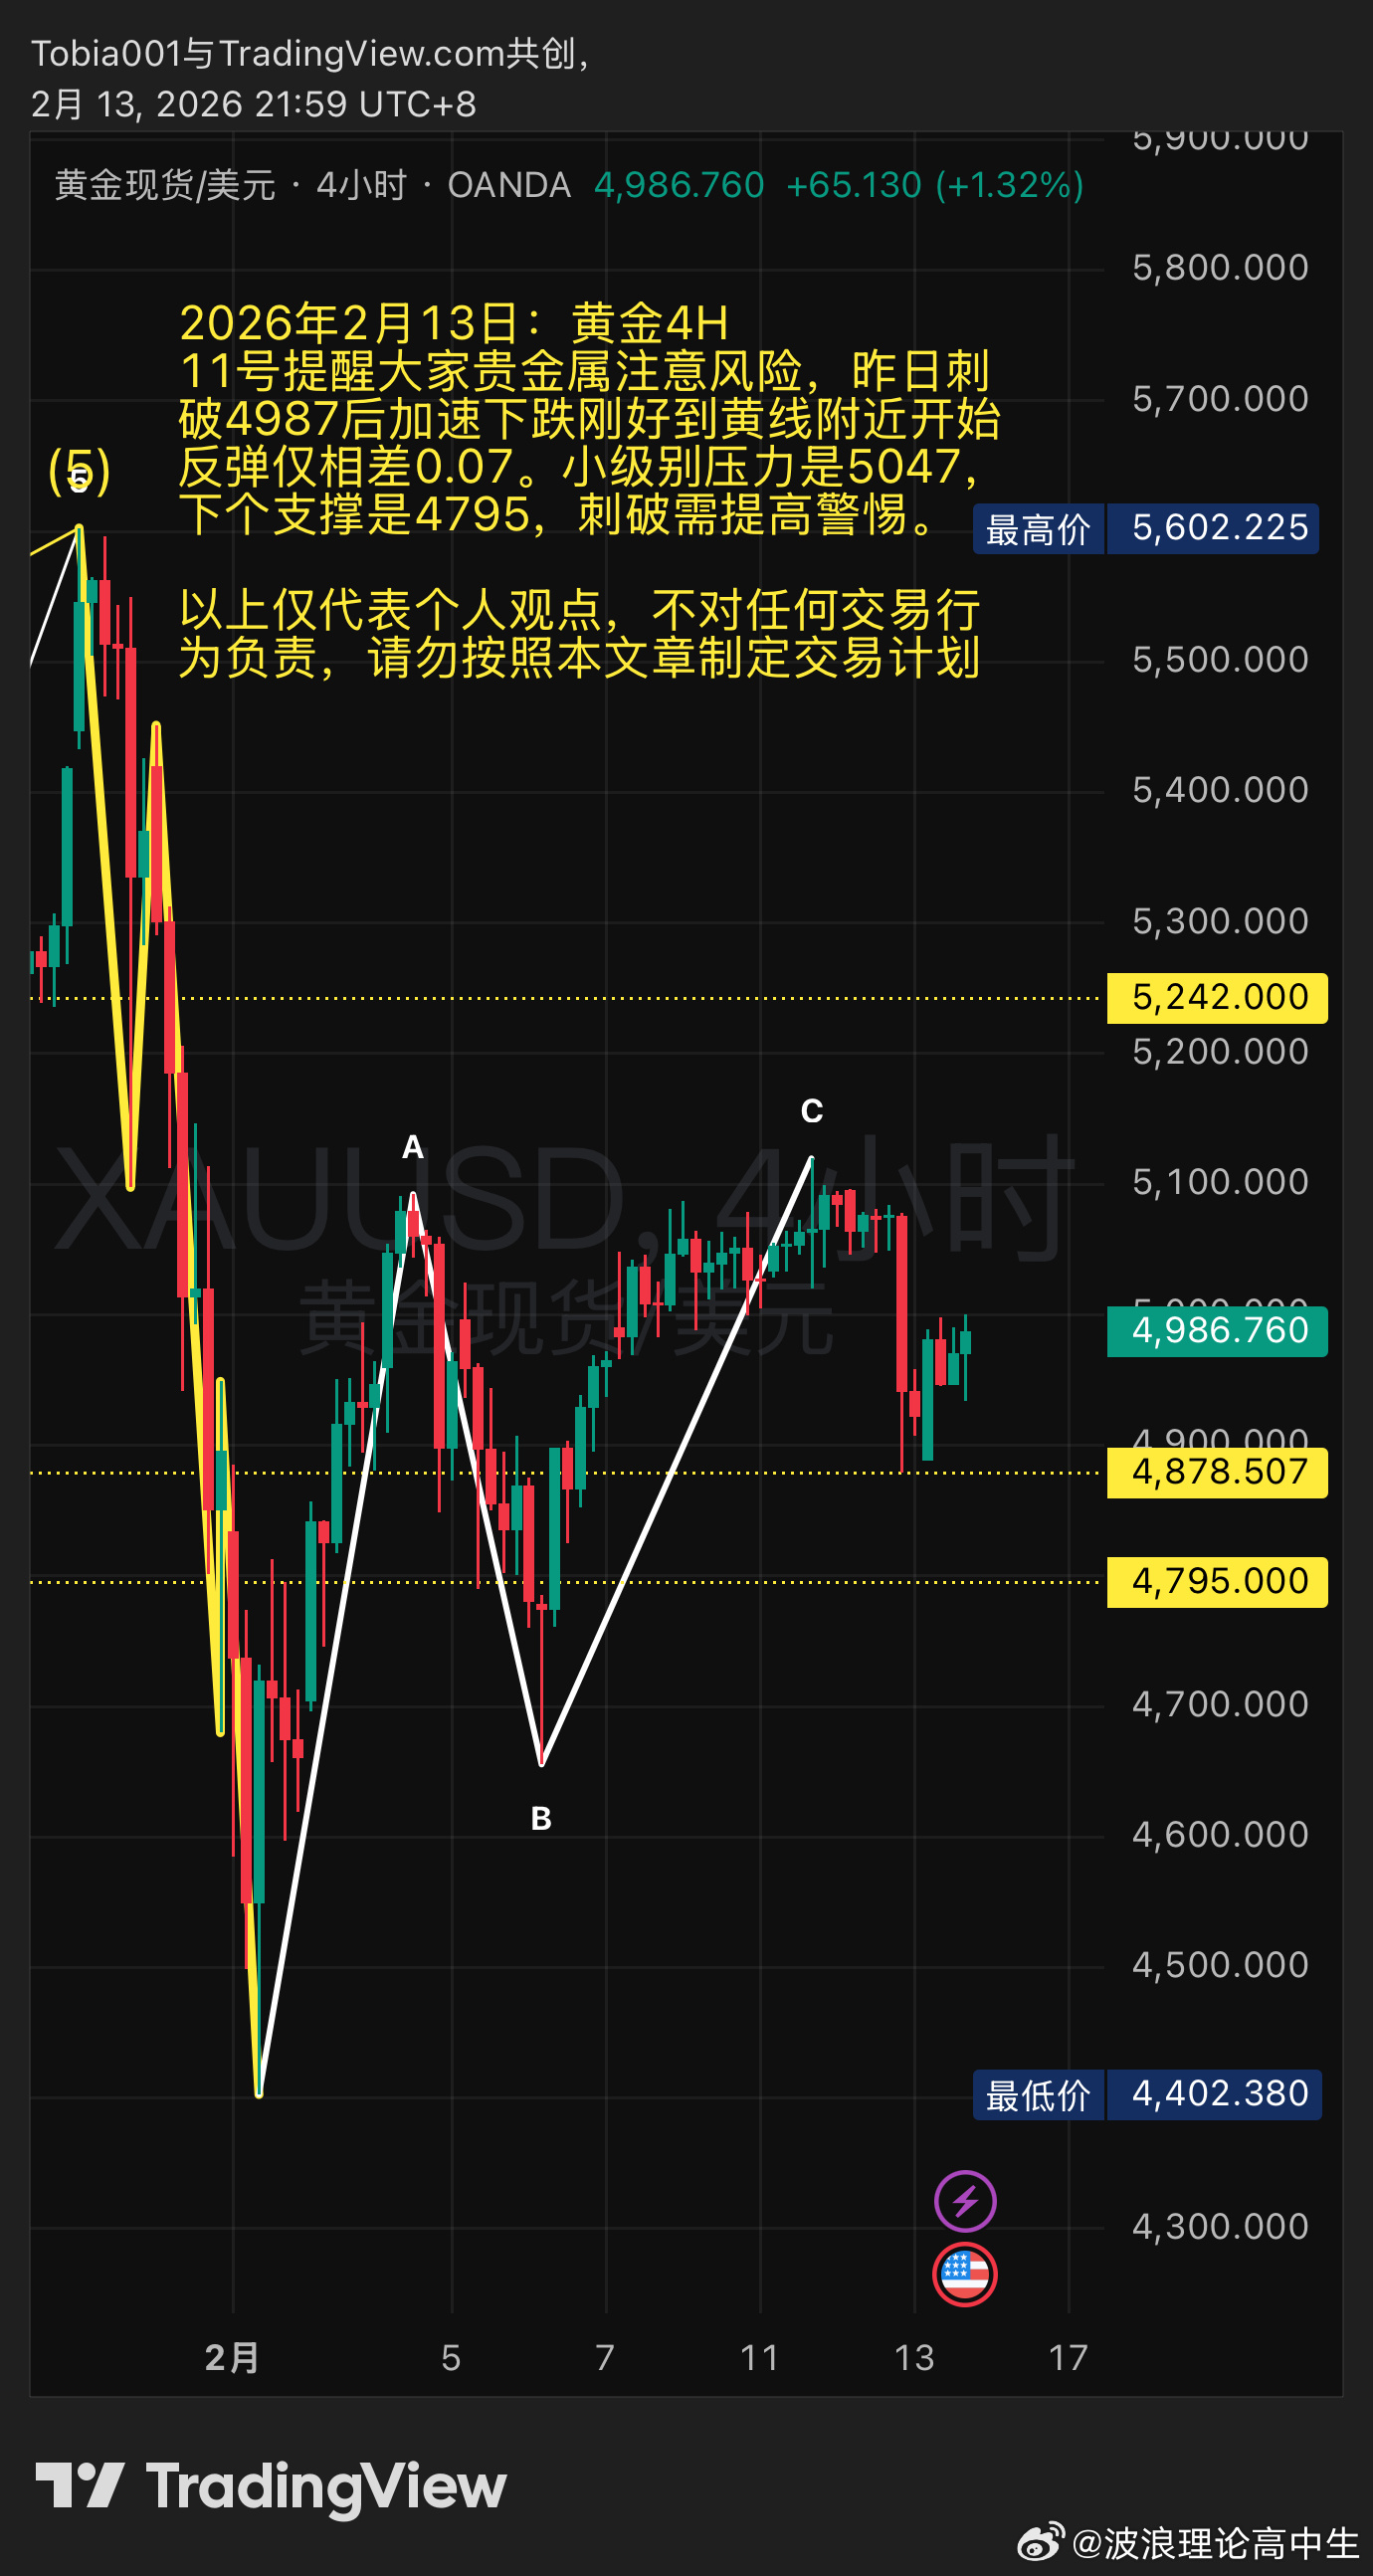 Tobia001与TradingView.com共创，
2月 13, 2026 21:59 UTC+8
5,900.000
黄金现货/美元 · 4小时 · OANDA 4,986.760 +65.130 (+1.32%)
5,800.000
2026年2月13日：黄金4H
11号提醒大家贵金属注意风险，昨日刺
破4987后加速下跌刚好到黄线附近开始
反弹仅相差0.07。小级别压力是5047，
下个支撑是4795，刺破需提高警惕。
5,700.000
(5)
5
最高价 5,602.225
以上仅代表个人观点，不对任何交易行
为负责，请勿按照本文章制定交易计划
5,500.000
5,400.000
5,300.000
5,242.000
5,200.000
C
A
XAUUSD, 4小时
黄金现货/美元
5,100.000
5,000.000
4,986.760
4,900.000
4,878.507
4,795.000
4,700.000
B
4,600.000
4,500.000
最低价 4,402.380
4,300.000
2月 5 7 11 13 17
TradingView
@波浪理论高中生